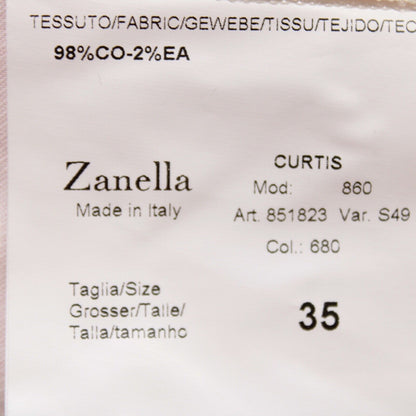 TESSUTO/FABRIC/GEWEBE/TISSU/TEJIDO/TEC
98%CO-2%EA
Zanella
Made in Italy
CURTIS
Mod: 860
Art. 851823 Var. S49
Col.: 680
Taglia/Size
Grosser/Talle/
Talla/tamanho
35